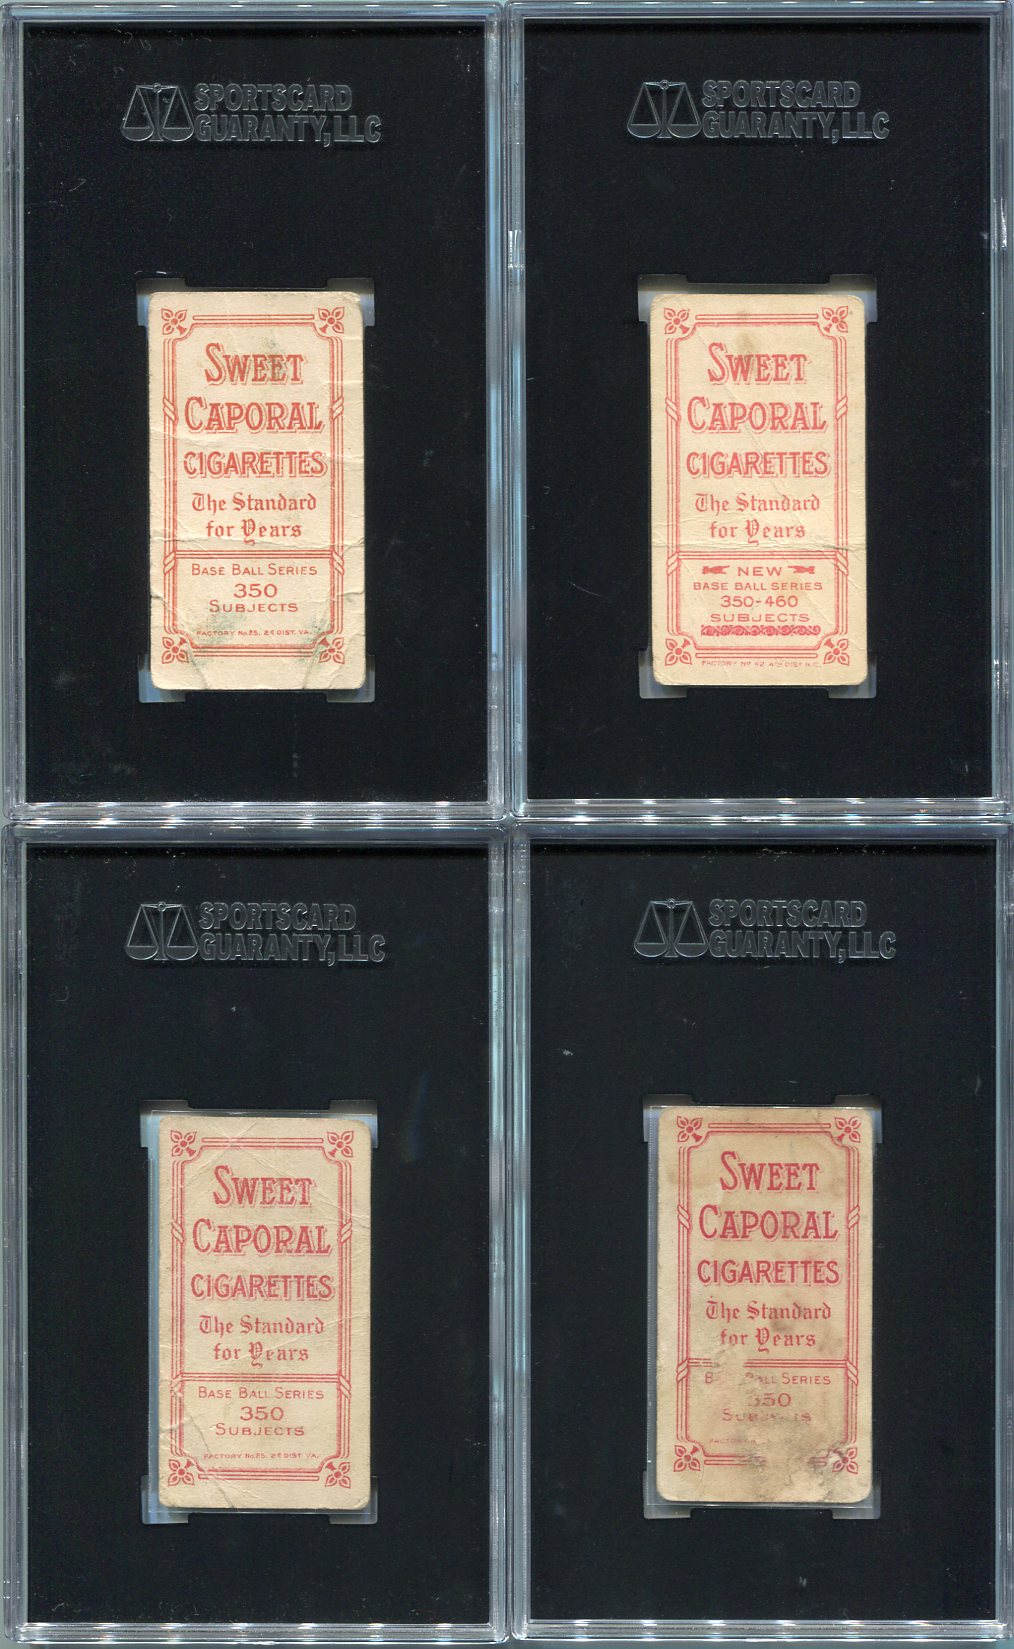 SPORTSCARD
GUARANTY, LLC
SWEET
CAPORAL
CIGARETTES
The Standard
for Years
BASE BALL SERIES
350
SUBJECTS
FACTORY No. 25, 2d DIST. VA.
SPORTSCARD
GUARANTY, LLC
SWEET
CAPORAL
CIGARETTES
The Standard
for Years
NEW
BASE BALL SERIES
350-460
SUBJECTS
FACTORY No 42 4th DIST. N.C.
SPORTSCARD
GUARANTY, LLC
SWEET
CAPORAL
CIGARETTES
The Standard
for Years
BASE BALL SERIES
350
SUBJECTS
FACTORY No. 25, 2d DIST. VA.
SPORTSCARD
GUARANTY, LLC
SWEET
CAPORAL
CIGARETTES
The Standard
for Years
SERIES
350
SUBJECTS
FACTORY